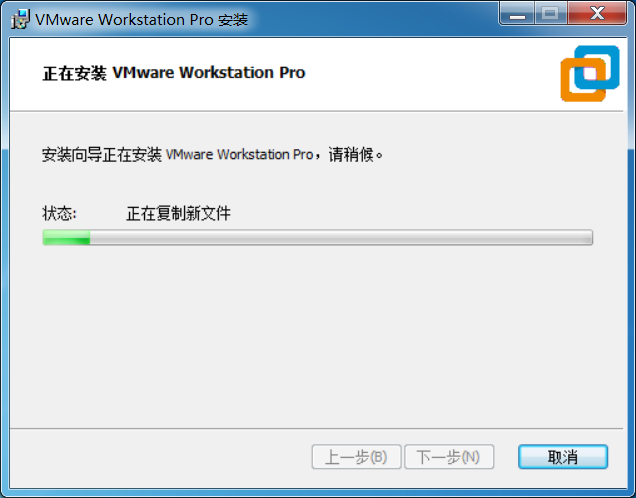 VMware Workstation Pro 安装
正在安装 VMware Workstation Pro
安装向导正在安装 VMware Workstation Pro，请稍候。
状态: 正在复制新文件
上一步(B) 下一步(N) 取消